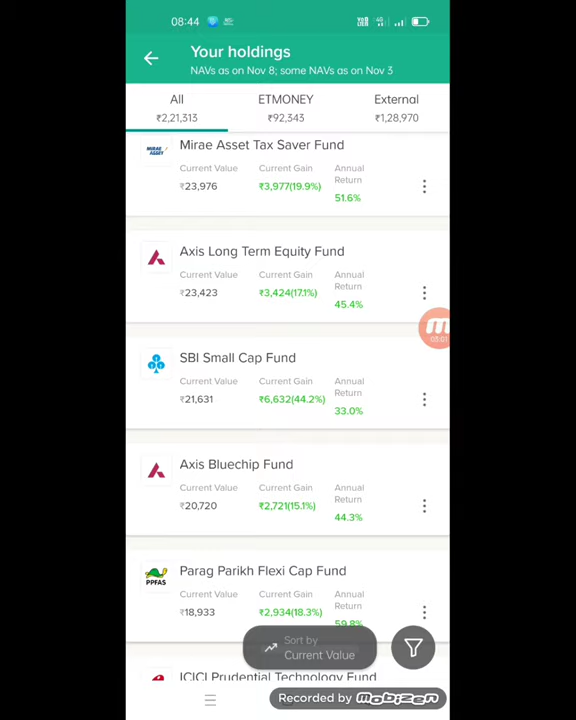 08:44
Your holdings
NAVs as on Nov 8; some NAVs as on Nov 3
All ETMONEY External
₹2,21,313 ₹92,343 ₹1,28,970
Mirae Asset Tax Saver Fund
Current Value Current Gain Annual Return
₹23,976 ₹3,977(19.9%) 51.6%
Axis Long Term Equity Fund
Current Value Current Gain Annual Return
₹23,423 ₹3,424(17.1%) 45.4%
SBI Small Cap Fund
Current Value Current Gain Annual Return
₹21,631 ₹6,632(44.2%) 33.0%
Axis Bluechip Fund
Current Value Current Gain Annual Return
₹20,720 ₹2,721(15.1%) 44.3%
PPFAS
Parag Parikh Flexi Cap Fund
Current Value Current Gain Annual Return
₹18,933 ₹2,934(18.3%) 59.8%
Sort by
Current Value
ICICI Prudential Technology Fund
Recorded by mobizen